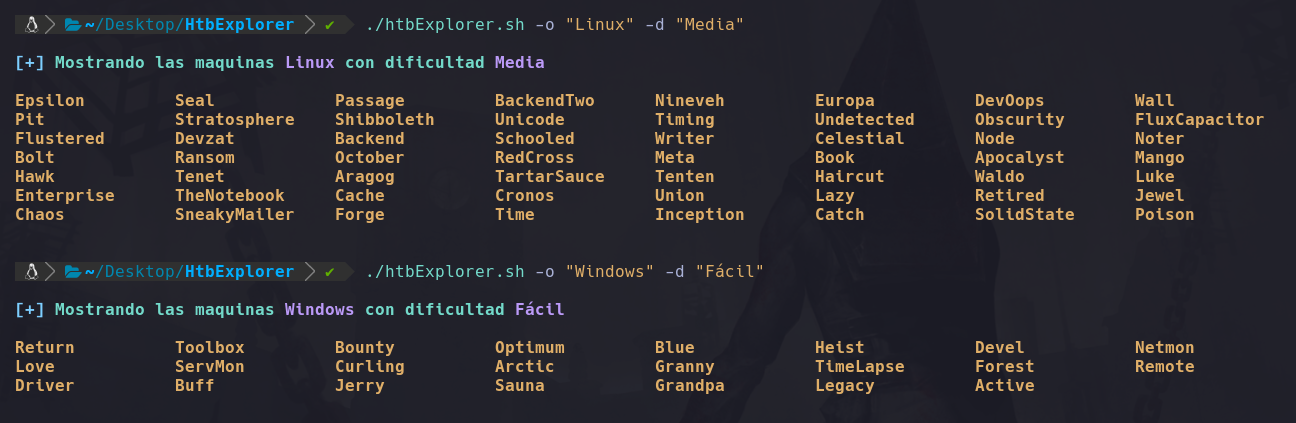 ~/Desktop/HtbExplorer ✔ ./htbExplorer.sh -o "Linux" -d "Media"
[+] Mostrando las maquinas Linux con dificultad Media
Epsilon Seal Passage BackendTwo Nineveh Europa DevOops Wall
Pit Stratosphere Shibboleth Unicode Timing Undetected Obscurity FluxCapacitor
Flustered Devzat Backend Schooled Writer Celestial Node Noter
Bolt Ransom October RedCross Meta Book Apocalyst Mango
Hawk Tenet Aragog TartarSauce Tenten Haircut Waldo Luke
Enterprise TheNotebook Cache Cronos Union Lazy Retired Jewel
Chaos SneakyMailer Forge Time Inception Catch SolidState Poison
~/Desktop/HtbExplorer ✔ ./htbExplorer.sh -o "Windows" -d "Fácil"
[+] Mostrando las maquinas Windows con dificultad Fácil
Return Toolbox Bounty Optimum Blue Heist Devel Netmon
Love ServMon Curling Arctic Granny TimeLapse Forest Remote
Driver Buff Jerry Sauna Grandpa Legacy Active